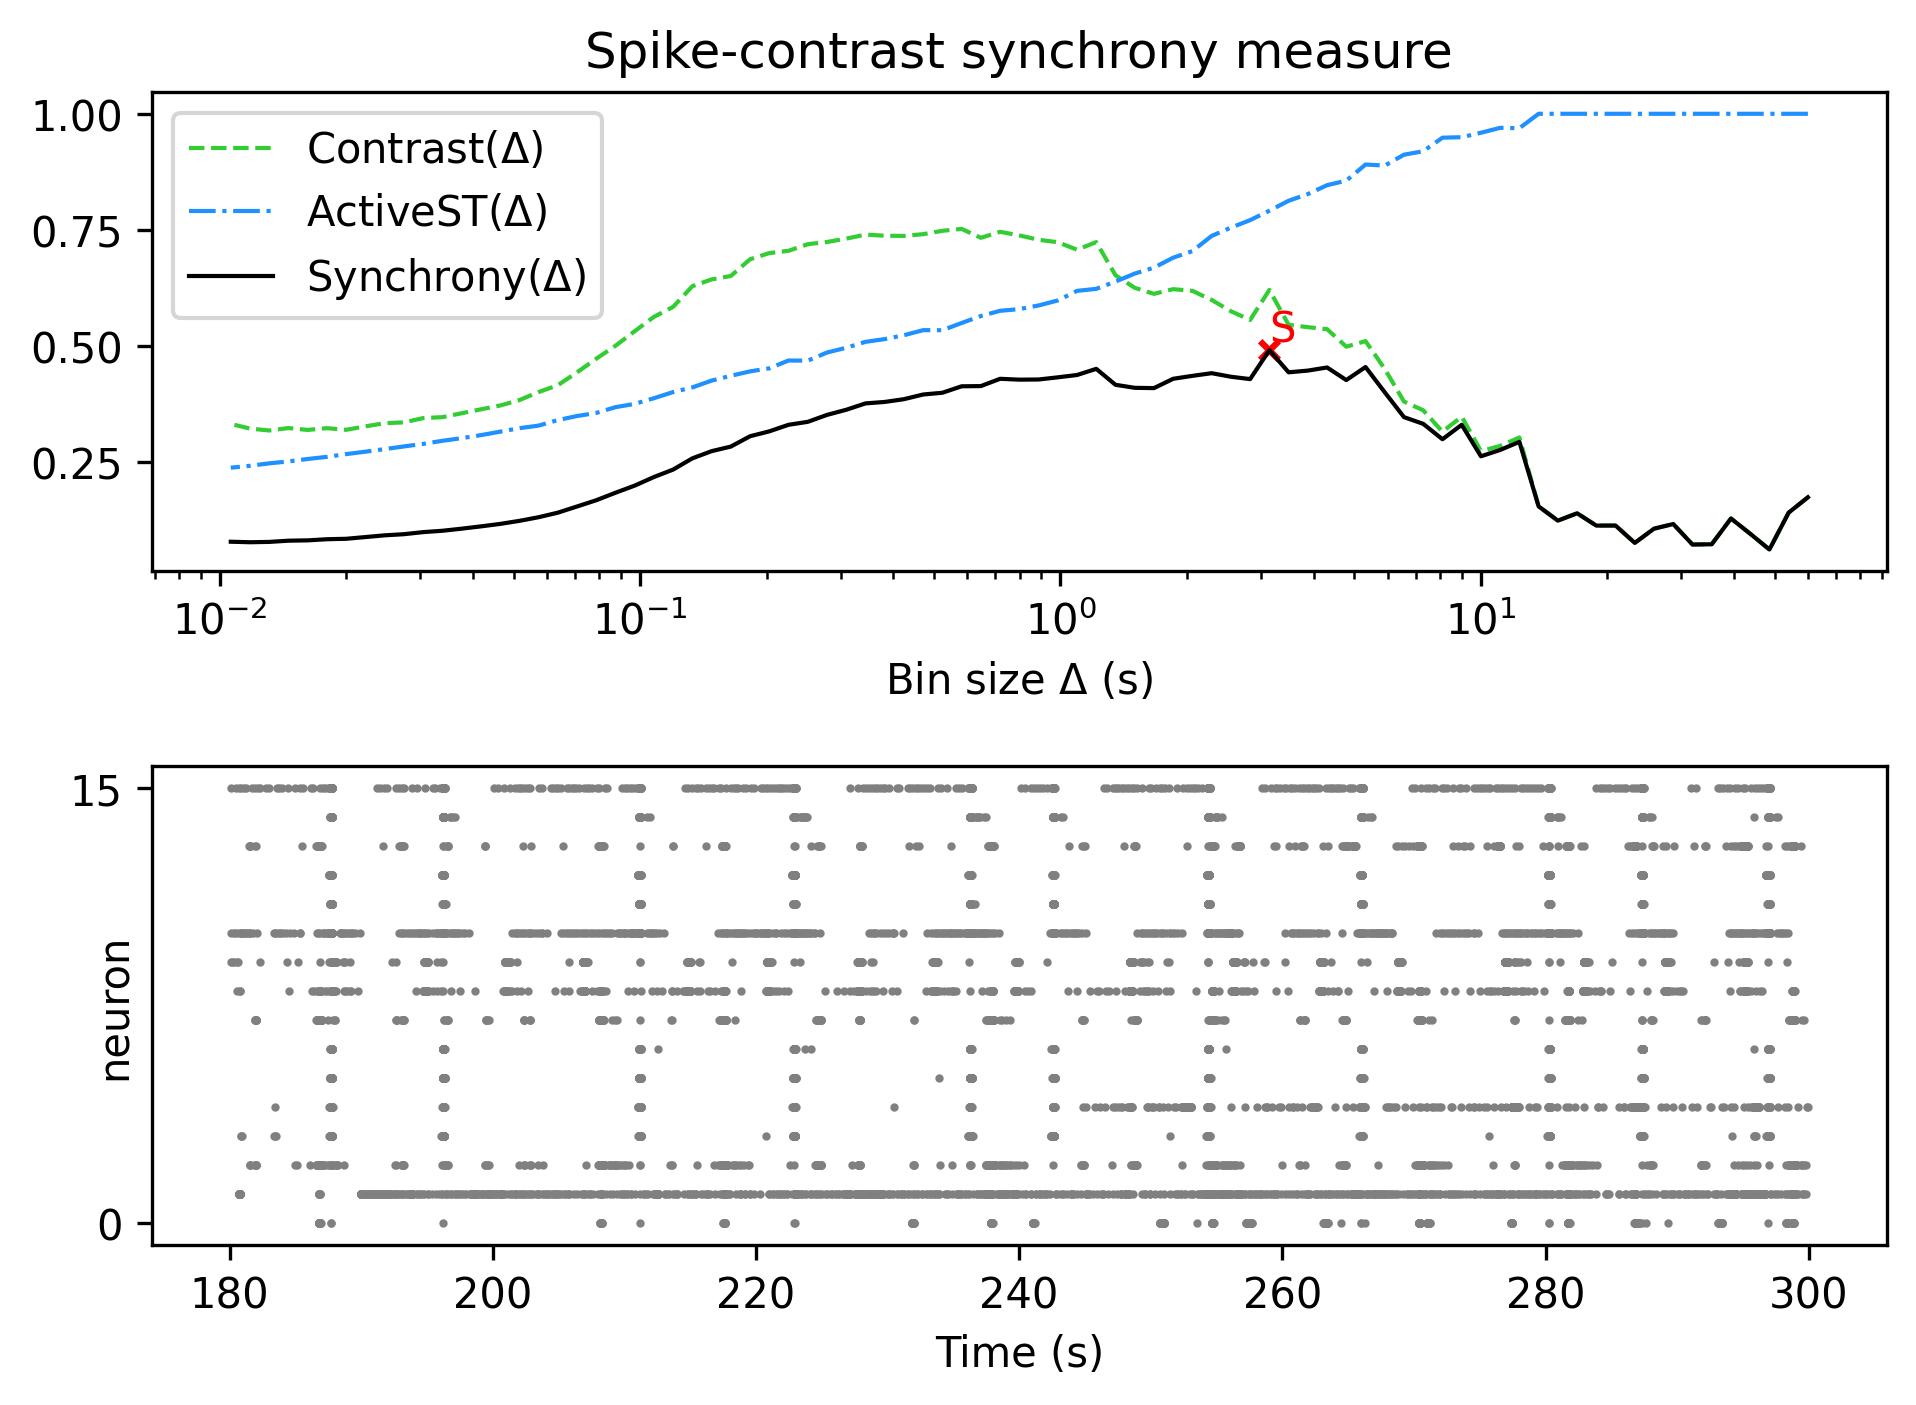 Spike-contrast synchrony measure
1.00
0.75
0.50
0.25
Contrast(Δ)
ActiveST(Δ)
Synchrony(Δ)
S
10⁻² 10⁻¹ 10⁰ 10¹
Bin size Δ (s)
15
0
neuron
180 200 220 240 260 280 300
Time (s)